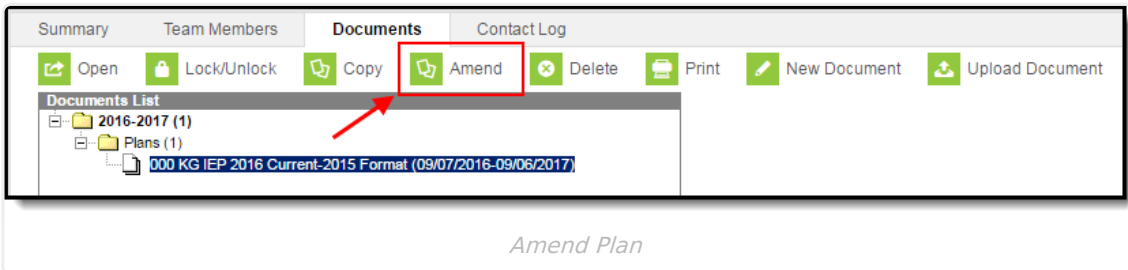 Summary Team Members Documents Contact Log
Open Lock/Unlock Copy Amend Delete Print New Document Upload Document
Documents List
2016-2017 (1)
Plans (1)
000 KG IEP 2016 Current-2015 Format (09/07/2016-09/06/2017)
Amend Plan